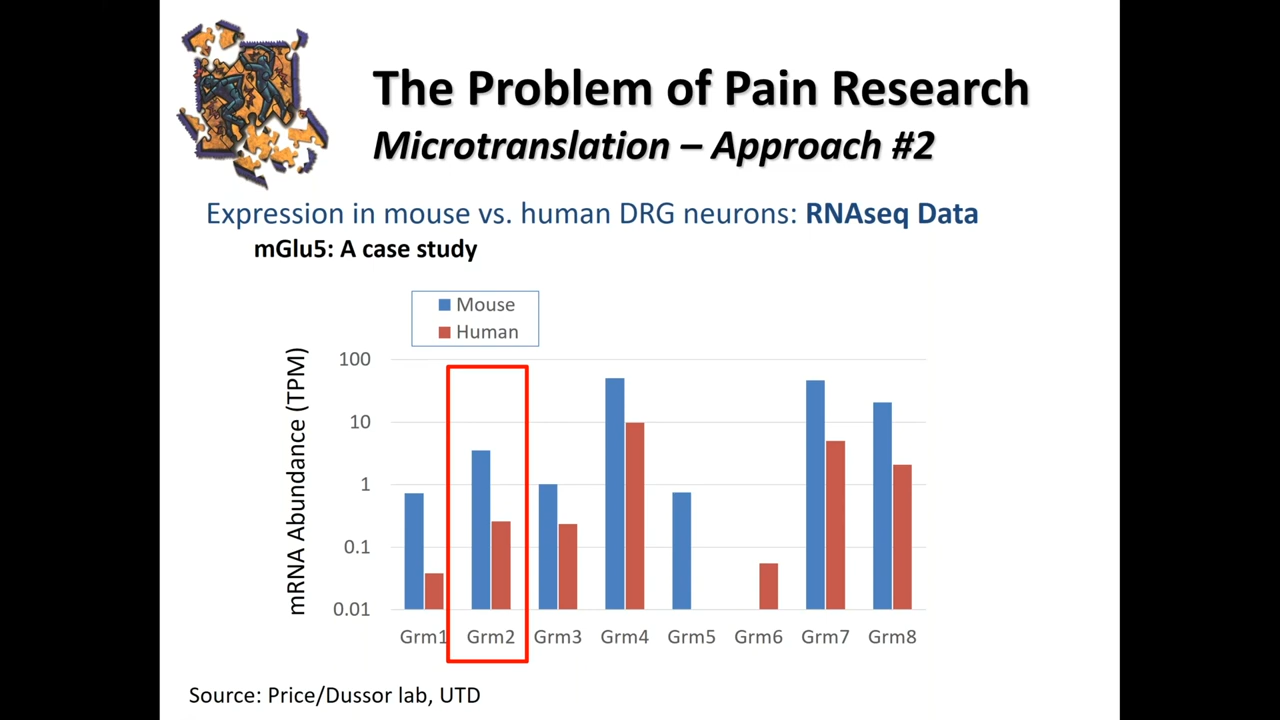 The Problem of Pain Research
Microtranslation – Approach #2
Expression in mouse vs. human DRG neurons: RNAseq Data
mGlu5: A case study
Mouse
Human
mRNA Abundance (TPM)
100
10
1
0.1
0.01
Grm1 Grm2 Grm3 Grm4 Grm5 Grm6 Grm7 Grm8
Source: Price/Dussor lab, UTD